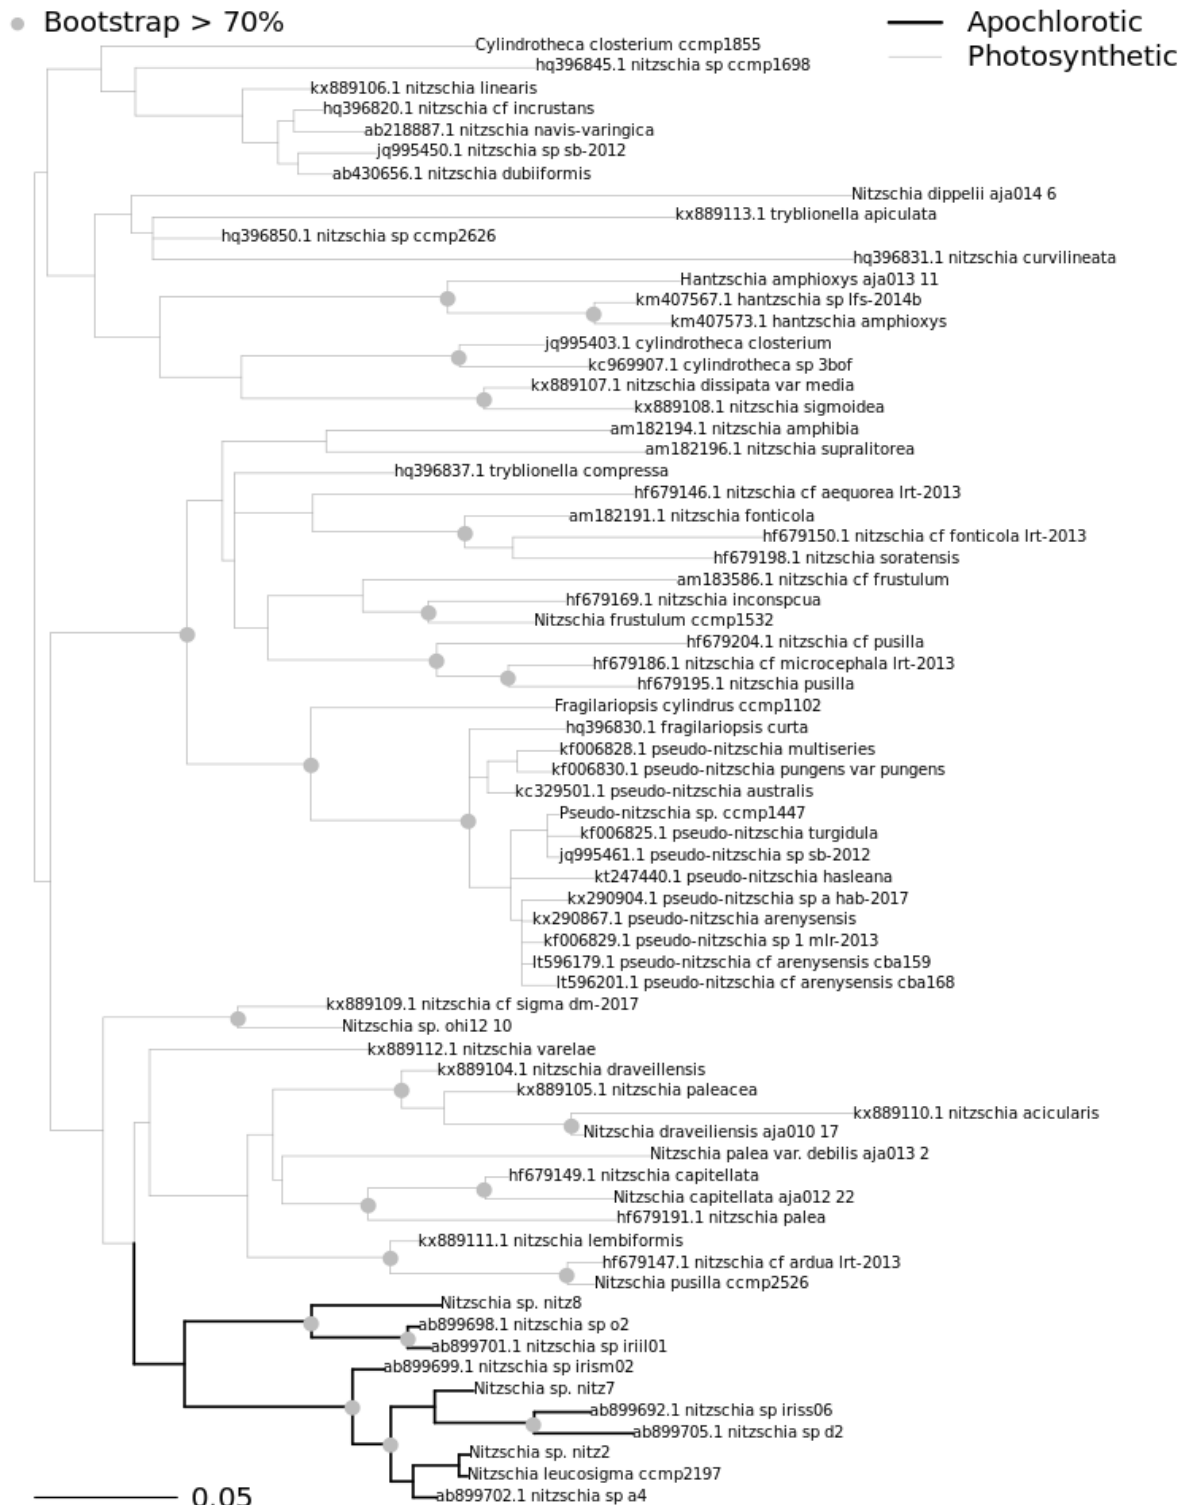 Bootstrap > 70%
Apochlorotic
Photosynthetic
Cylindrotheca closterium ccmp1855
hq396845.1 nitzschia sp ccmp1698
kx889106.1 nitzschia linearis
hq396820.1 nitzschia cf incrustans
ab218887.1 nitzschia navis-varingica
jq995450.1 nitzschia sp sb-2012
ab430656.1 nitzschia dubiiformis
Nitzschia dippelii aja014 6
kx889113.1 tryblionella apiculata
hq396850.1 nitzschia sp ccmp2626
hq396831.1 nitzschia curvilineata
Hantzschia amphioxys aja013 11
km407567.1 hantzschia sp lfs-2014b
km407573.1 hantzschia amphioxys
jq995403.1 cylindrotheca closterium
kc969907.1 cylindrotheca sp 3bof
kx889107.1 nitzschia dissipata var media
kx889108.1 nitzschia sigmoidea
am182194.1 nitzschia amphibia
am182196.1 nitzschia supralitorea
hq396837.1 tryblionella compressa
hf679146.1 nitzschia cf aequorea lrt-2013
am182191.1 nitzschia fonticola
hf679150.1 nitzschia cf fonticola lrt-2013
hf679198.1 nitzschia soratensis
am183586.1 nitzschia cf frustulum
hf679169.1 nitzschia inconspcua
Nitzschia frustulum ccmp1532
hf679204.1 nitzschia cf pusilla
hf679186.1 nitzschia cf microcephala lrt-2013
hf679195.1 nitzschia pusilla
Fragilariopsis cylindrus ccmp1102
hq396830.1 fragilariopsis curta
kf006828.1 pseudo-nitzschia multiseries
kf006830.1 pseudo-nitzschia pungens var pungens
kc329501.1 pseudo-nitzschia australis
Pseudo-nitzschia sp. ccmp1447
kf006825.1 pseudo-nitzschia turgidula
jq995461.1 pseudo-nitzschia sp sb-2012
kt247440.1 pseudo-nitzschia hasleana
kx290904.1 pseudo-nitzschia sp a hab-2017
kx290867.1 pseudo-nitzschia arenysensis
kf006829.1 pseudo-nitzschia sp 1 mlr-2013
lt596179.1 pseudo-nitzschia cf arenysensis cba159
lt596201.1 pseudo-nitzschia cf arenysensis cba168
kx889109.1 nitzschia cf sigma dm-2017
Nitzschia sp. ohi12 10
kx889112.1 nitzschia varelae
kx889104.1 nitzschia draveillensis
kx889105.1 nitzschia paleacea
kx889110.1 nitzschia acicularis
Nitzschia draveiliensis aja010 17
Nitzschia palea var. debilis aja013 2
hf679149.1 nitzschia capitellata
Nitzschia capitellata aja012 22
hf679191.1 nitzschia palea
kx889111.1 nitzschia lembiformis
hf679147.1 nitzschia cf ardua lrt-2013
Nitzschia pusilla ccmp2526
Nitzschia sp. nitz8
ab899698.1 nitzschia sp o2
ab899701.1 nitzschia sp iriil01
ab899699.1 nitzschia sp irism02
Nitzschia sp. nitz7
ab899692.1 nitzschia sp iriss06
ab899705.1 nitzschia sp d2
Nitzschia sp. nitz2
Nitzschia leucosigma ccmp2197
ab899702.1 nitzschia sp a4
0.05